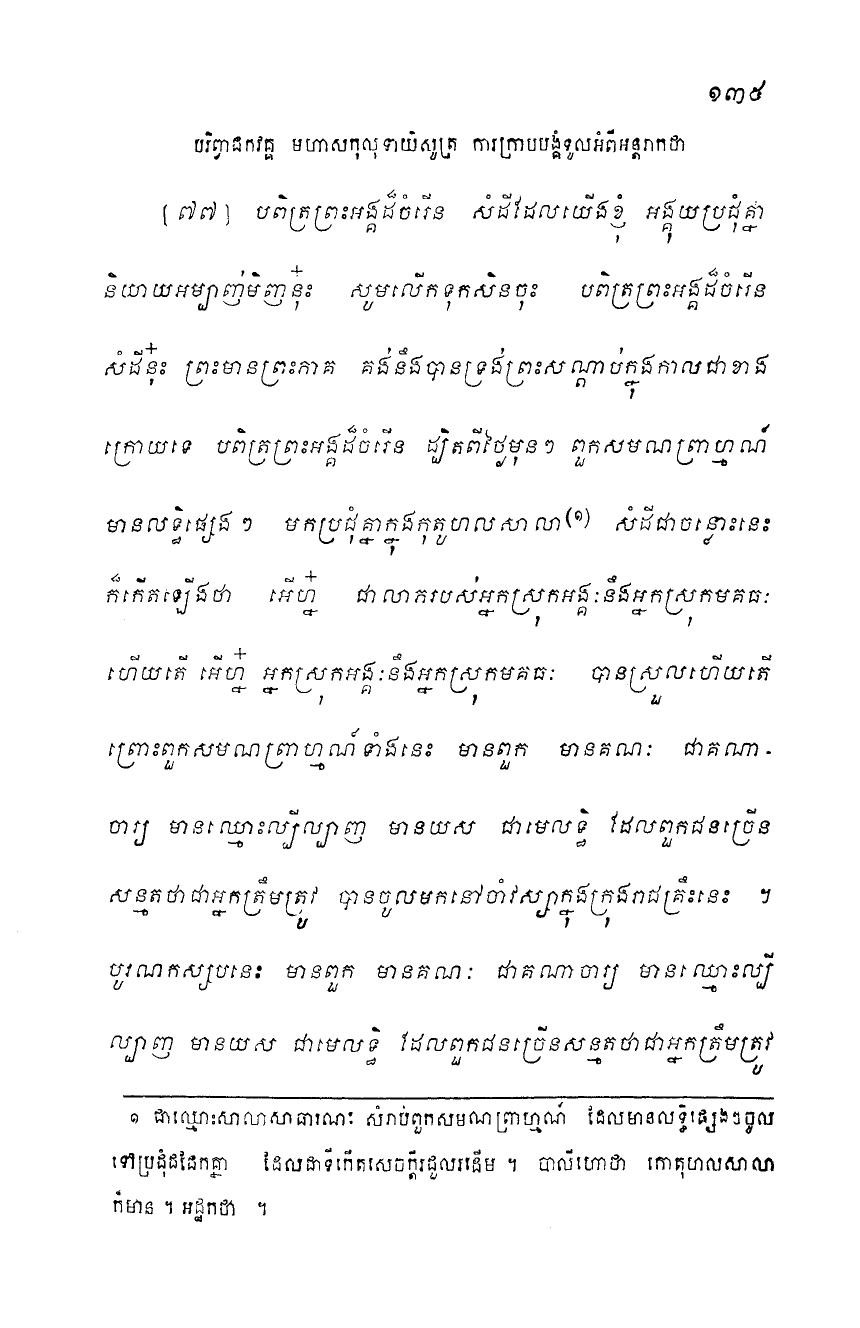 ១៣៥
បរិព្វាជកវគ្គ មហាសកុលុទាយិសូត្រ ការក្រាបបង្គំទូលអំពីអន្តរាកថា
[៧៧] បពិត្រព្រះអង្គដ៏ចំរើន សំដីដែលយើងខ្ញុំ អង្គុយប្រជុំគ្នា
និយាយអម្បាញ់មិញនុ៎ះ សូមលើកទុកសិនចុះ បពិត្រព្រះអង្គដ៏ចំរើន
សំដីនុ៎ះ ព្រះមានព្រះភាគ គង់នឹងបានទ្រង់ព្រះសណ្តាប់ក្នុងកាលជាខាង
ក្រោយទេ បពិត្រព្រះអង្គដ៏ចំរើន ដ្បិតពីថ្ងៃមុនៗ ពួកសមណព្រាហ្មណ៍
មានលទ្ធិផ្សេងៗ មកប្រជុំគ្នាក្នុងកុតូហលសាលា(១) សំដីជាចន្លោះនេះ
ក៏កើតឡើងថា អើហ្ន៎ ជាលាភរបស់អ្នកស្រុកអង្គៈនឹងអ្នកស្រុកមគធៈ
ហើយតើ អើហ្ន៎ អ្នកស្រុកអង្គៈនឹងអ្នកស្រុកមគធៈ បានស្រួលហើយតើ
ព្រោះពួកសមណព្រាហ្មណ៍ទាំងនេះ មានពួក មានគណៈ ជាគណា-
ចារ្យ មានឈ្មោះល្បីល្បាញ មានយស ជាមេលទ្ធិ ដែលពួកជនច្រើន
សន្មតថាជាអ្នកត្រឹមត្រូវ បានចូលមកនៅចាំវស្សាក្នុងក្រុងរាជគ្រឹះនេះ ។
បូរណកស្សបនេះ មានពួក មានគណៈ ជាគណាចារ្យ មានឈ្មោះល្បី
ល្បាញ មានយស ជាមេលទ្ធិ ដែលពួកជនច្រើនសន្មតថាជាអ្នកត្រឹមត្រូវ
១ ជាឈ្មោះសាលាសាធារណៈ សំរាប់ពួកសមណព្រាហ្មណ៍ ដែលមានលទ្ធិផ្សេងៗចូល
ទៅប្រជុំជជែកគ្នា ដែលជាទីកើតសេចក្តីរជួលរជើម ។ បាលីហៅថា កោតុហលសាលា
ក៏មាន ។ អដ្ឋកថា ។